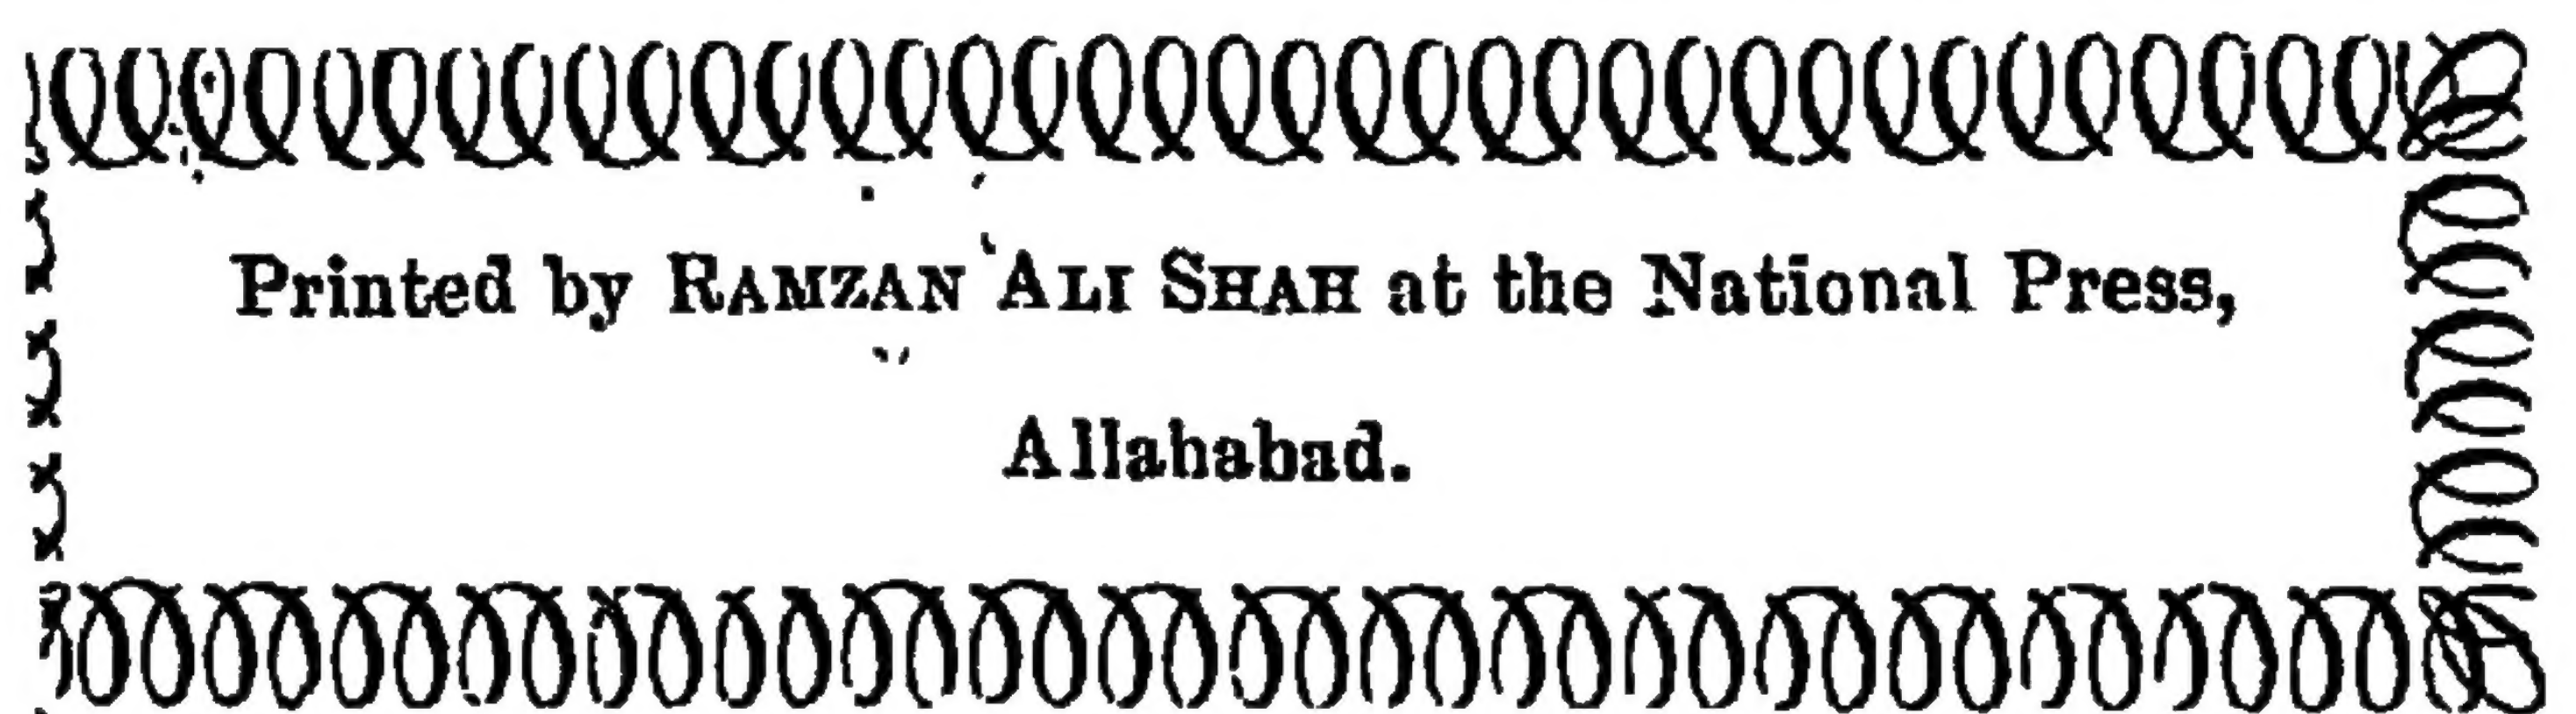 Printed by RAMZAN ‘ALI SHAH at the National Press,
Allahabad.